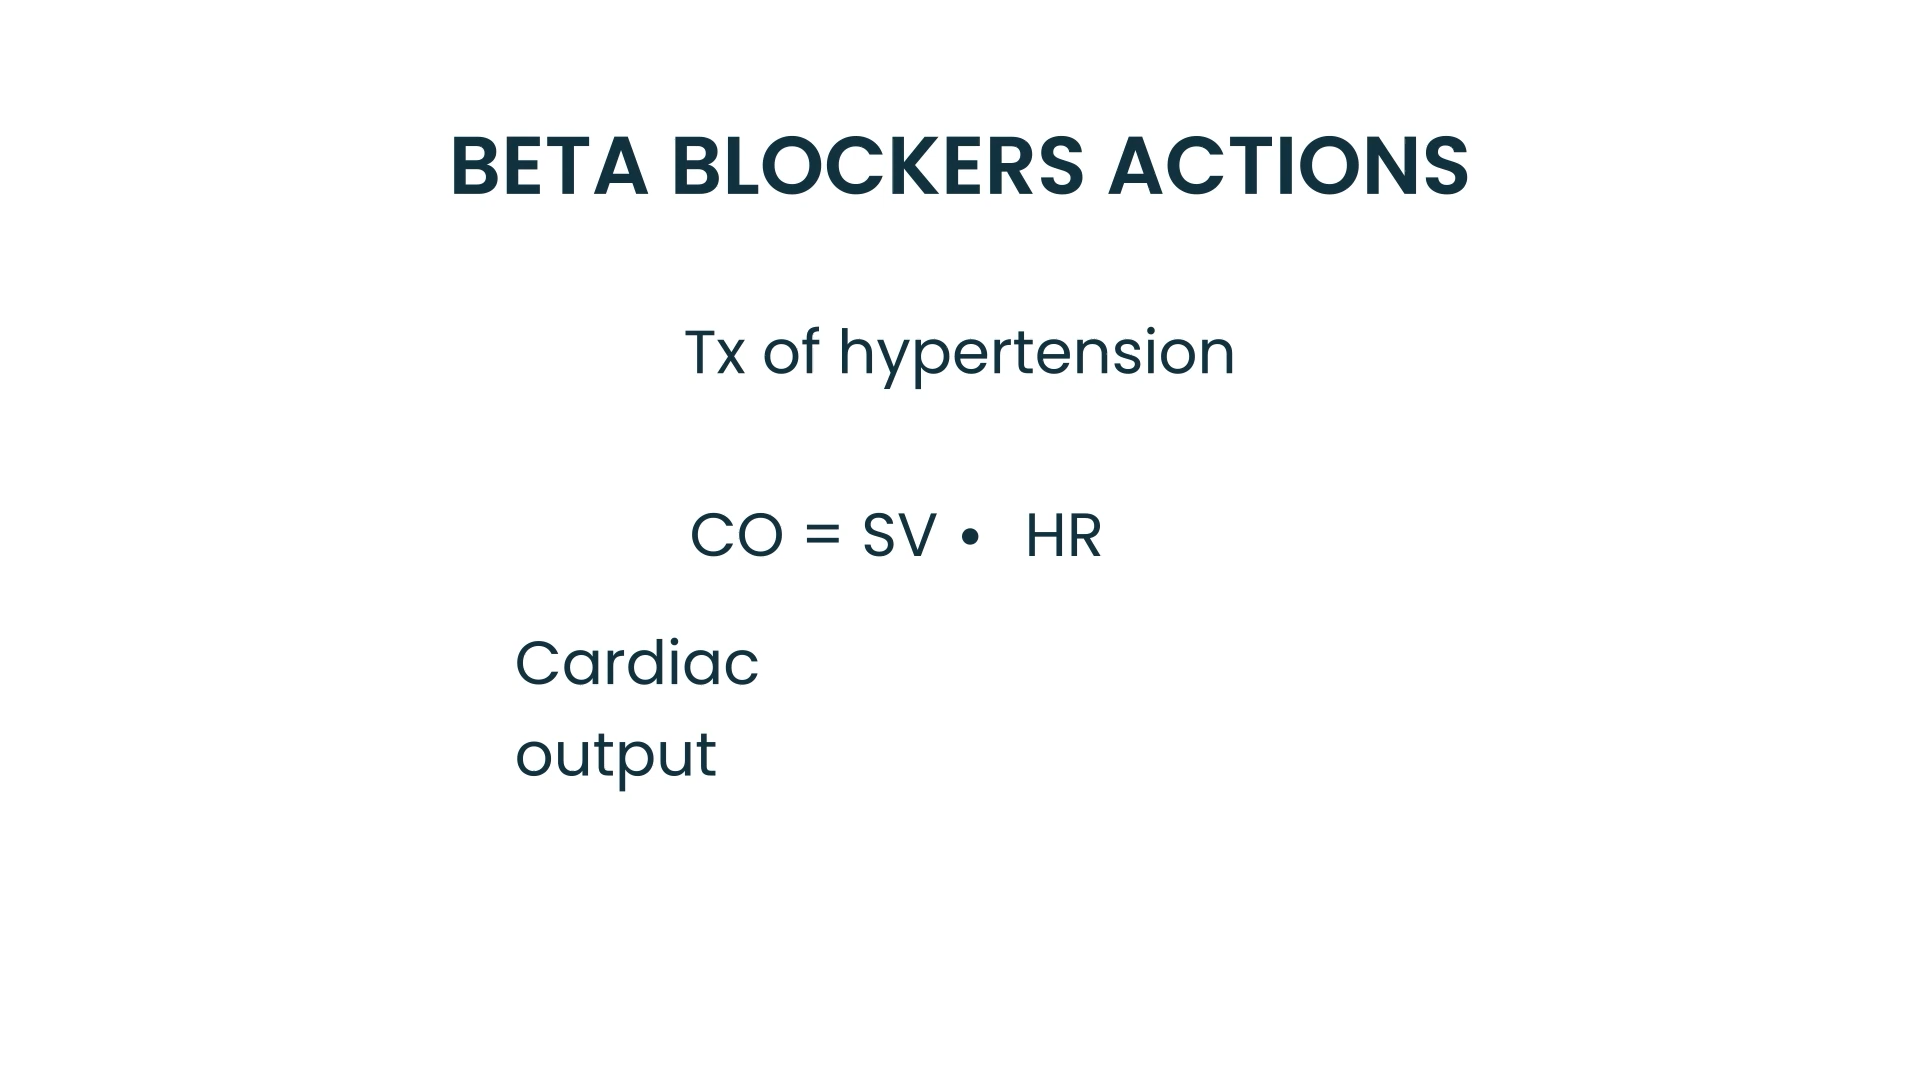 BETA BLOCKERS ACTIONS
Tx of hypertension
CO = SV • HR
Cardiac
output